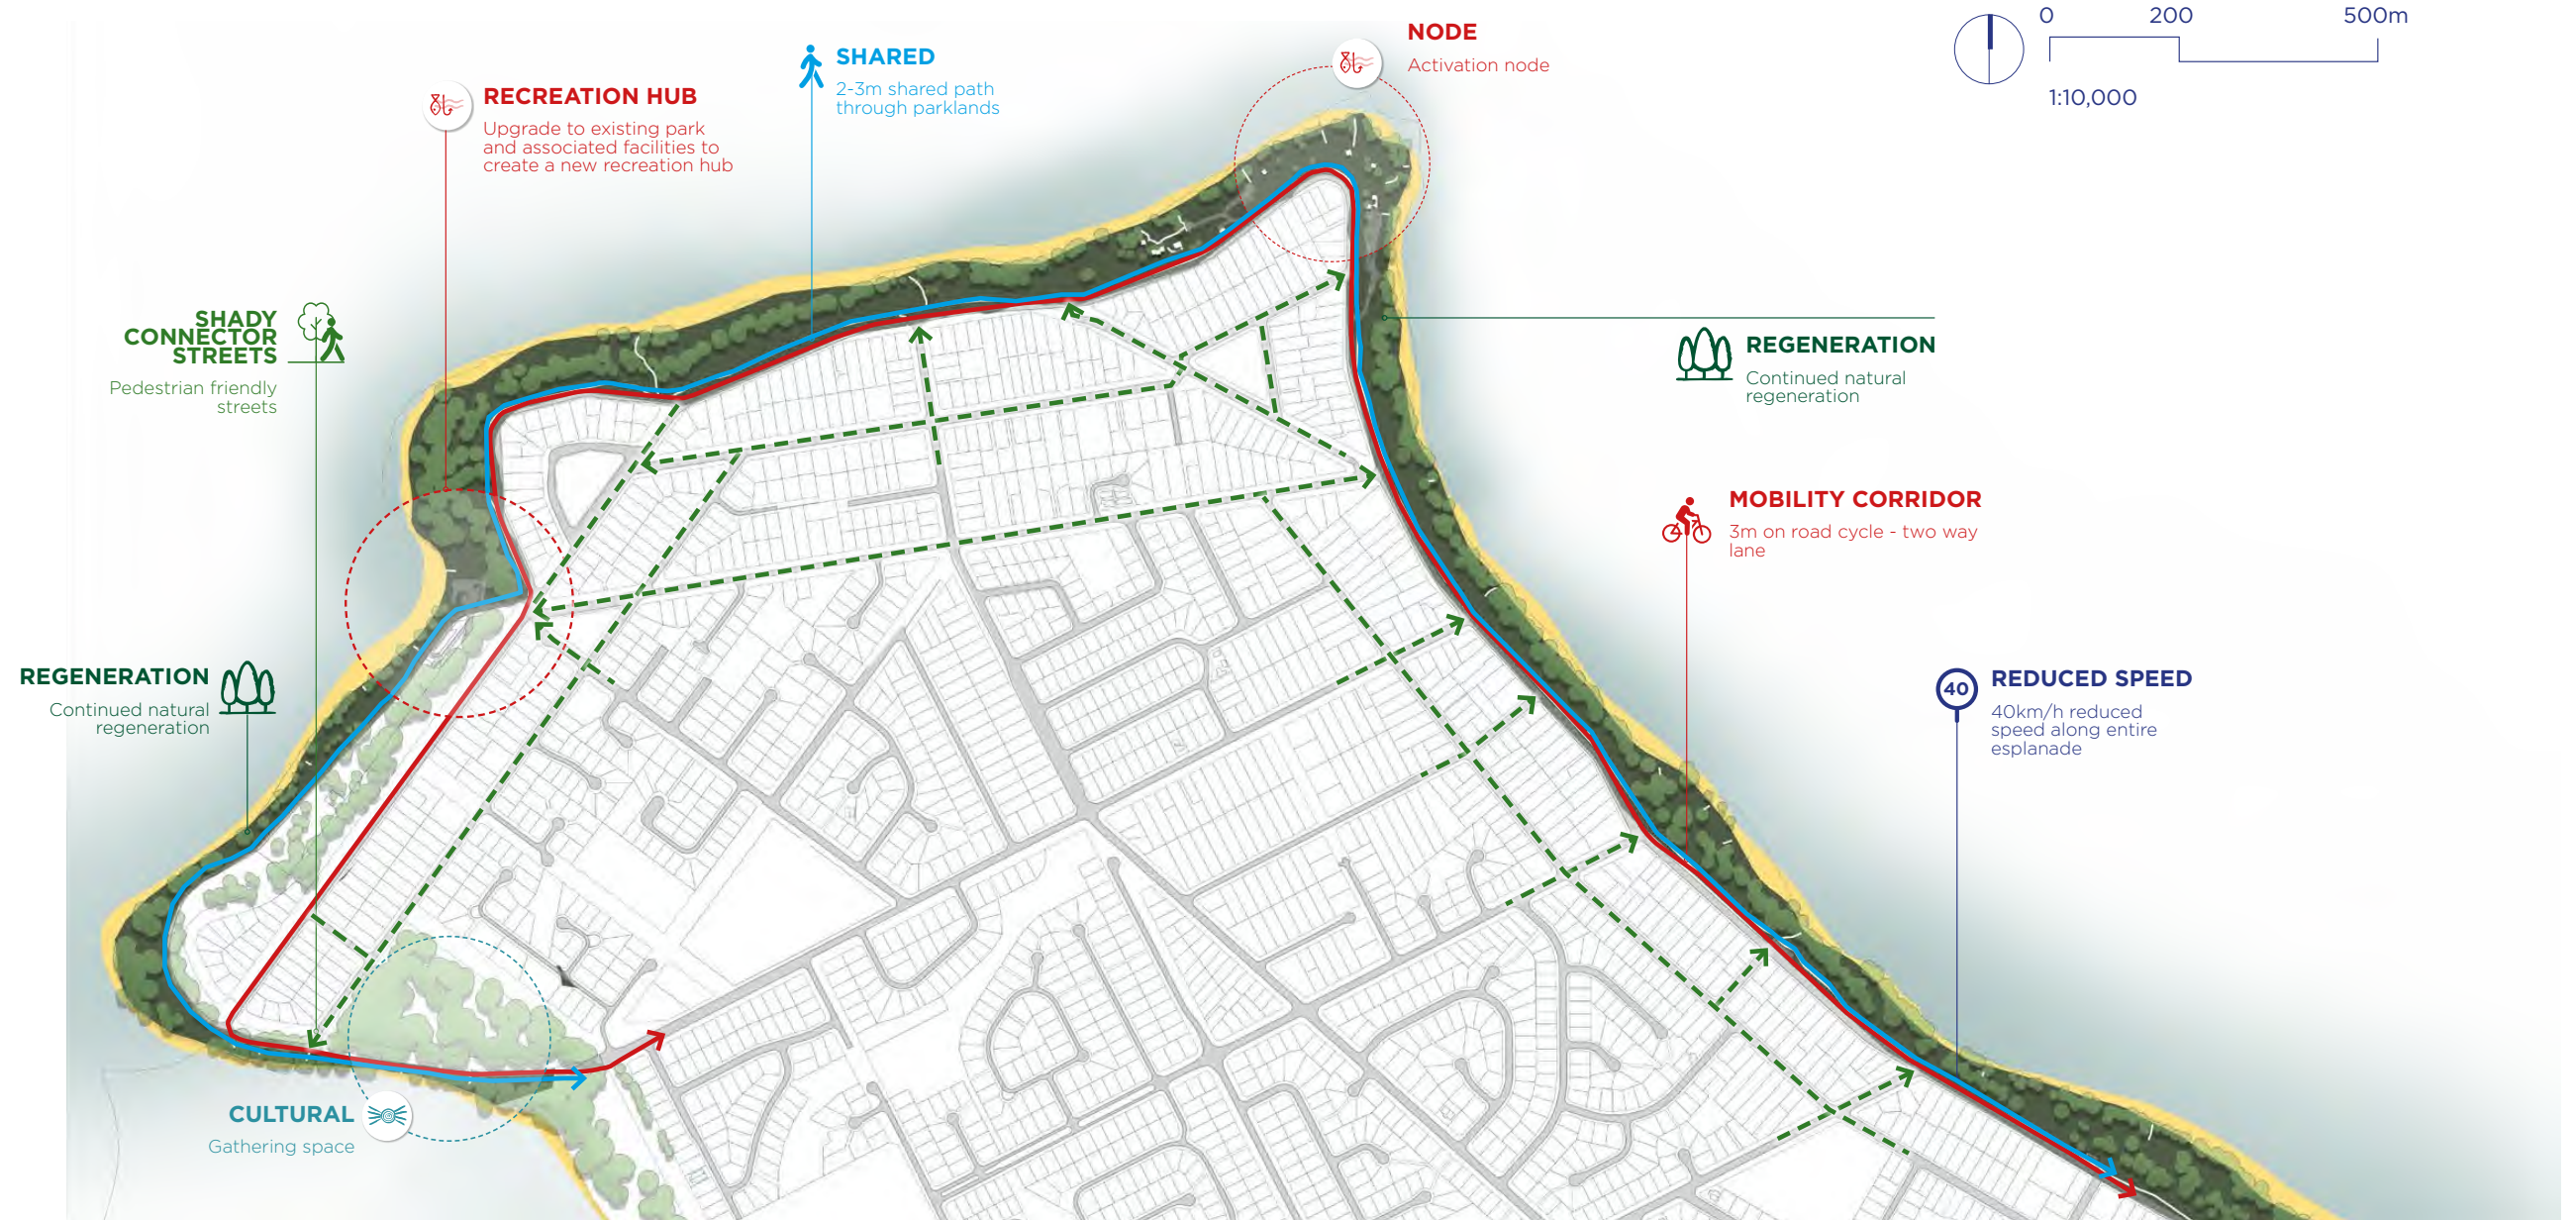 0 200 500m
1:10,000
NODE
Activation node
SHARED
2-3m shared path
through parklands
RECREATION HUB
Upgrade to existing park
and associated facilities to
create a new recreation hub
SHADY
CONNECTOR
STREETS
Pedestrian friendly
streets
REGENERATION
Continued natural
regeneration
MOBILITY CORRIDOR
3m on road cycle - two way
lane
REGENERATION
Continued natural
regeneration
40
REDUCED SPEED
40km/h reduced
speed along entire
esplanade
CULTURAL
Gathering space